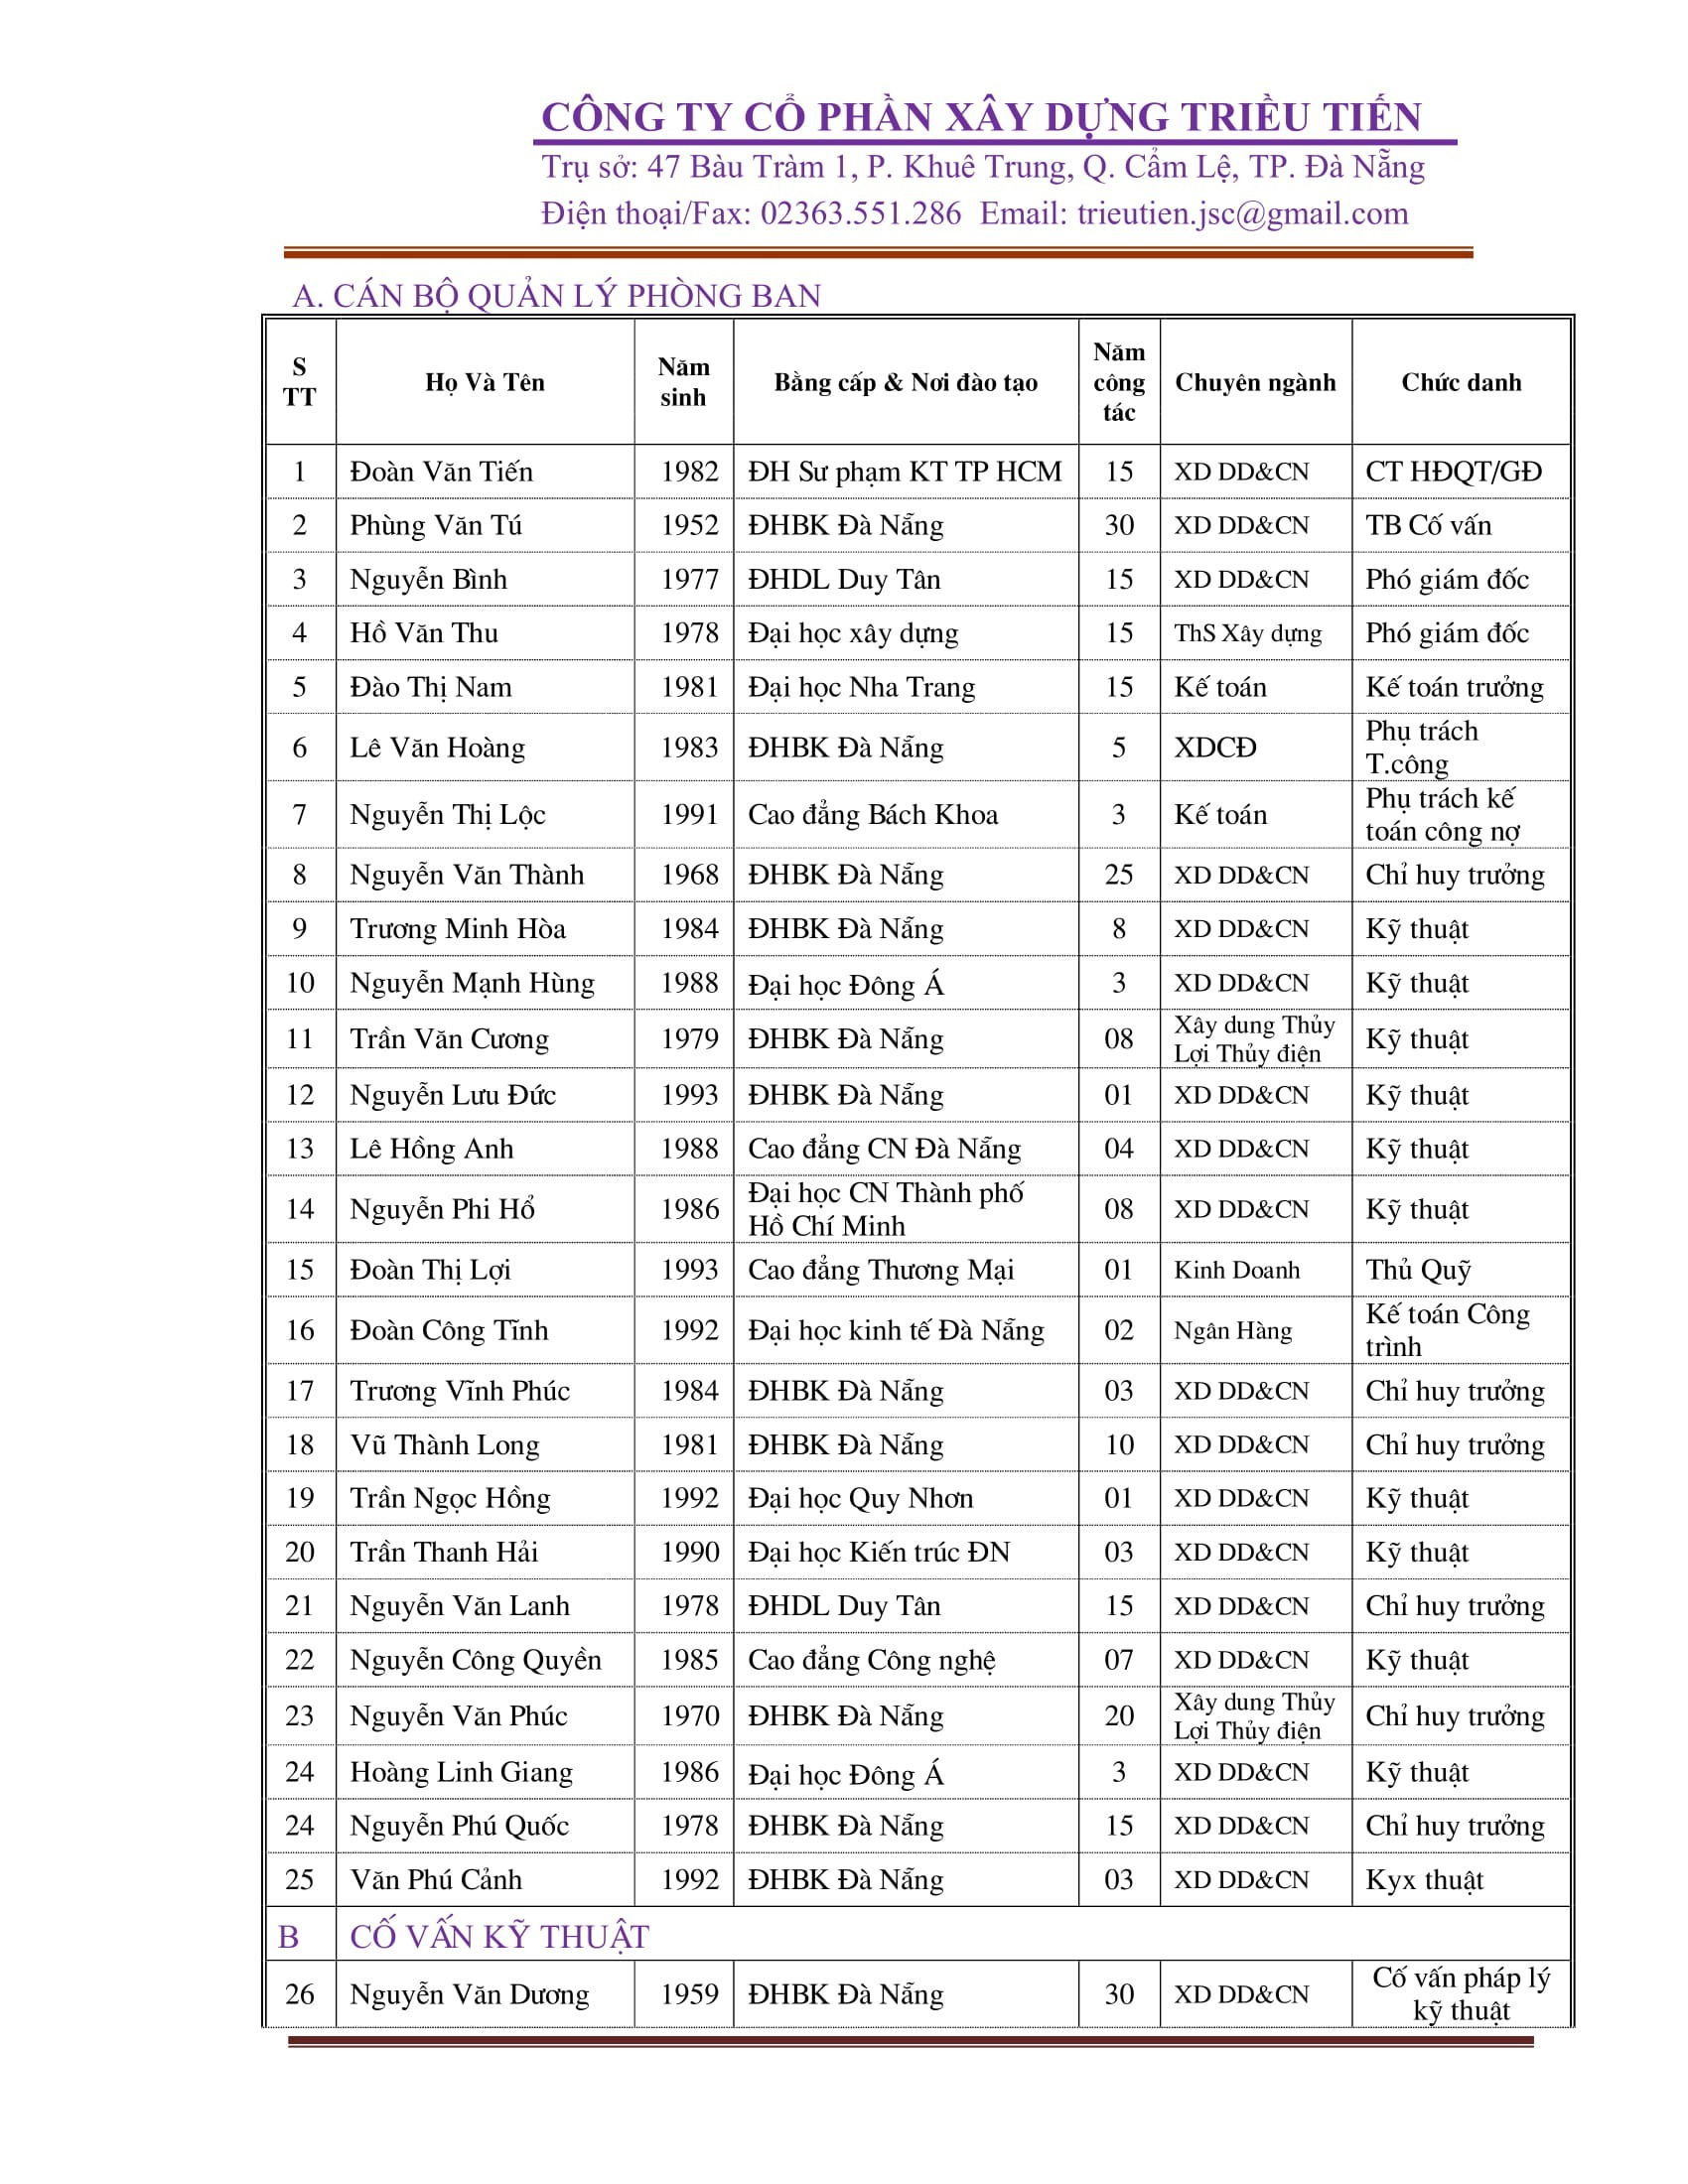 CÔNG TY CỔ PHẦN XÂY DỰNG TRIỀU TIẾN
Trụ sở: 47 Bàu Tràm 1, P. Khuê Trung, Q. Cẩm Lệ, TP. Đà Nẵng
Điện thoại/Fax: 02363.551.286 Email: trieutien.jsc@gmail.com
A. CÁN BỘ QUẢN LÝ PHÒNG BAN
S TT Họ Và Tên Năm sinh Bằng cấp & Nơi đào tạo Năm công tác Chuyên ngành Chức danh
1 Đoàn Văn Tiến 1982 ĐH Sư phạm KT TP HCM 15 XD DD&CN CT HĐQT/GĐ
2 Phùng Văn Tú 1952 ĐHBK Đà Nẵng 30 XD DD&CN TB Cố vấn
3 Nguyễn Bình 1977 ĐHDL Duy Tân 15 XD DD&CN Phó giám đốc
4 Hồ Văn Thu 1978 Đại học xây dựng 15 ThS Xây dựng Phó giám đốc
5 Đào Thị Nam 1981 Đại học Nha Trang 15 Kế toán Kế toán trưởng
6 Lê Văn Hoàng 1983 ĐHBK Đà Nẵng 5 XDCĐ Phụ trách T.công
7 Nguyễn Thị Lộc 1991 Cao đẳng Bách Khoa 3 Kế toán Phụ trách kế toán công nợ
8 Nguyễn Văn Thành 1968 ĐHBK Đà Nẵng 25 XD DD&CN Chỉ huy trưởng
9 Trương Minh Hòa 1984 ĐHBK Đà Nẵng 8 XD DD&CN Kỹ thuật
10 Nguyễn Mạnh Hùng 1988 Đại học Đông Á 3 XD DD&CN Kỹ thuật
11 Trần Văn Cương 1979 ĐHBK Đà Nẵng 08 Xây dung Thủy Lợi Thủy điện Kỹ thuật
12 Nguyễn Lưu Đức 1993 ĐHBK Đà Nẵng 01 XD DD&CN Kỹ thuật
13 Lê Hồng Anh 1988 Cao đẳng CN Đà Nẵng 04 XD DD&CN Kỹ thuật
14 Nguyễn Phi Hổ 1986 Đại học CN Thành phố Hồ Chí Minh 08 XD DD&CN Kỹ thuật
15 Đoàn Thị Lợi 1993 Cao đẳng Thương Mại 01 Kinh Doanh Thủ Quỹ
16 Đoàn Công Tĩnh 1992 Đại học kinh tế Đà Nẵng 02 Ngân Hàng Kế toán Công trình
17 Trương Vĩnh Phúc 1984 ĐHBK Đà Nẵng 03 XD DD&CN Chỉ huy trưởng
18 Vũ Thành Long 1981 ĐHBK Đà Nẵng 10 XD DD&CN Chỉ huy trưởng
19 Trần Ngọc Hồng 1992 Đại học Quy Nhơn 01 XD DD&CN Kỹ thuật
20 Trần Thanh Hải 1990 Đại học Kiến trúc ĐN 03 XD DD&CN Kỹ thuật
21 Nguyễn Văn Lanh 1978 ĐHDL Duy Tân 15 XD DD&CN Chỉ huy trưởng
22 Nguyễn Công Quyền 1985 Cao đẳng Công nghệ 07 XD DD&CN Kỹ thuật
23 Nguyễn Văn Phúc 1970 ĐHBK Đà Nẵng 20 Xây dung Thủy Lợi Thủy điện Chỉ huy trưởng
24 Hoàng Linh Giang 1986 Đại học Đông Á 3 XD DD&CN Kỹ thuật
24 Nguyễn Phú Quốc 1978 ĐHBK Đà Nẵng 15 XD DD&CN Chỉ huy trưởng
25 Văn Phú Cảnh 1992 ĐHBK Đà Nẵng 03 XD DD&CN Kyx thuật
B CỐ VẤN KỸ THUẬT
26 Nguyễn Văn Dương 1959 ĐHBK Đà Nẵng 30 XD DD&CN Cố vấn pháp lý kỹ thuật